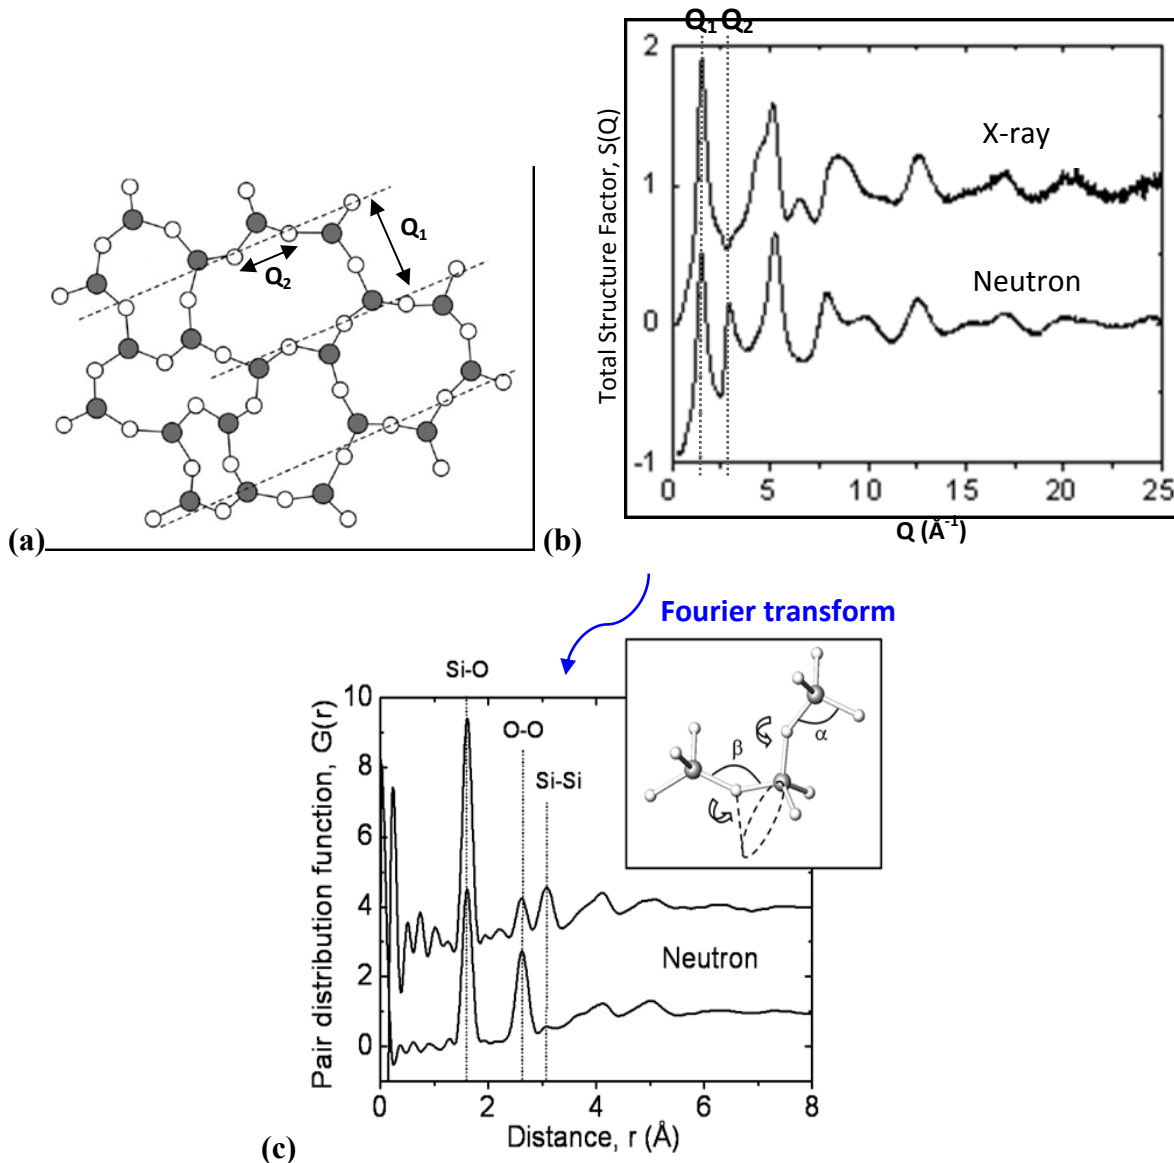 Q₁ Q₂
2
1
0
-1
Total Structure Factor, S(Q)
X-ray
Neutron
0 5 10 15 20 25
Q (Å⁻¹)
Q₁
Q₂
(a)
(b)
Fourier transform
Si-O
O-O
Si-Si
10
8
6
4
2
0
Pair distribution function, G(r)
Neutron
β
α
0 2 4 6 8
Distance, r (Å)
(c)